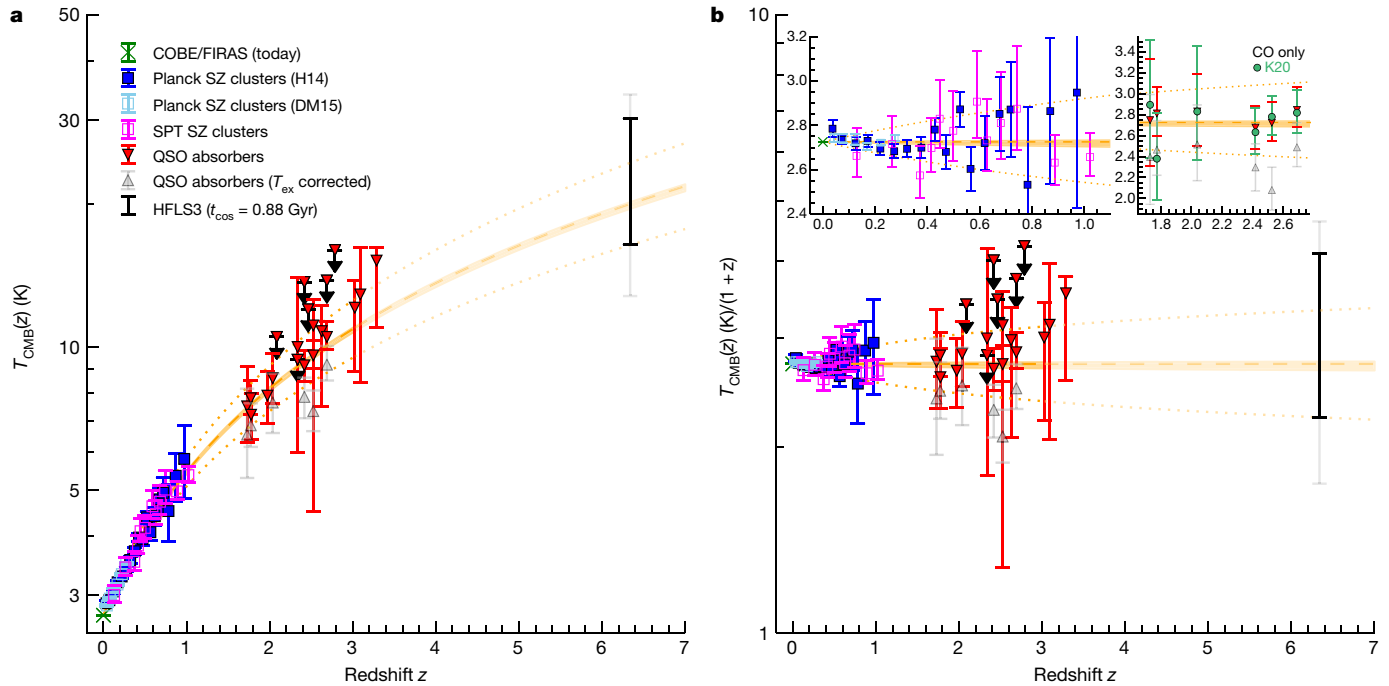 a
50
30
10
5
3
T_CMB(z) (K)
COBE/FIRAS (today)
Planck SZ clusters (H14)
Planck SZ clusters (DM15)
SPT SZ clusters
QSO absorbers
QSO absorbers (T_ex corrected)
HFLS3 (t_cos = 0.88 Gyr)
0 1 2 3 4 5 6 7
Redshift z
b
10
1
T_CMB(z) (K)/(1 + z)
3.2
3.0
2.8
2.6
2.4
0.0 0.2 0.4 0.6 0.8 1.0
3.4
3.2
3.0
2.8
2.6
2.4
2.2
2.0
1.8 2.0 2.2 2.4 2.6
CO only
K20
0 1 2 3 4 5 6 7
Redshift z